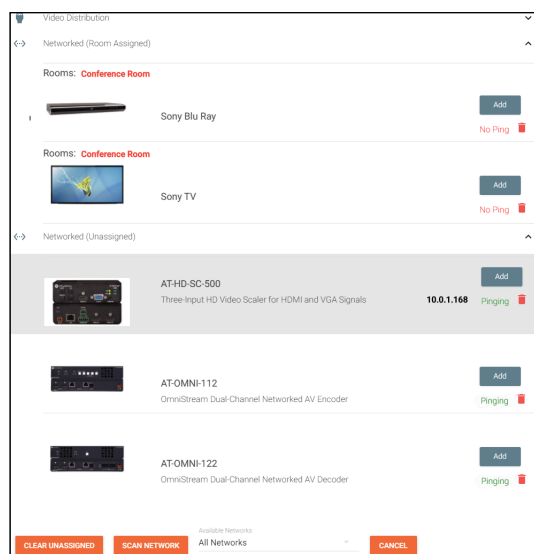 Video Distribution
Networked (Room Assigned)
Rooms: Conference Room
Add
Sony Blu Ray
No Ping
Rooms: Conference Room
Add
Sony TV
No Ping
Networked (Unassigned)
Add
AT-HD-SC-500
Three-Input HD Video Scaler for HDMI and VGA Signals 10.0.1.168 Pinging
Add
AT-OMNI-112
OmniStream Dual-Channel Networked AV Encoder Pinging
Add
AT-OMNI-122
OmniStream Dual-Channel Networked AV Decoder Pinging
Available Networks
CLEAR UNASSIGNED SCAN NETWORK All Networks CANCEL